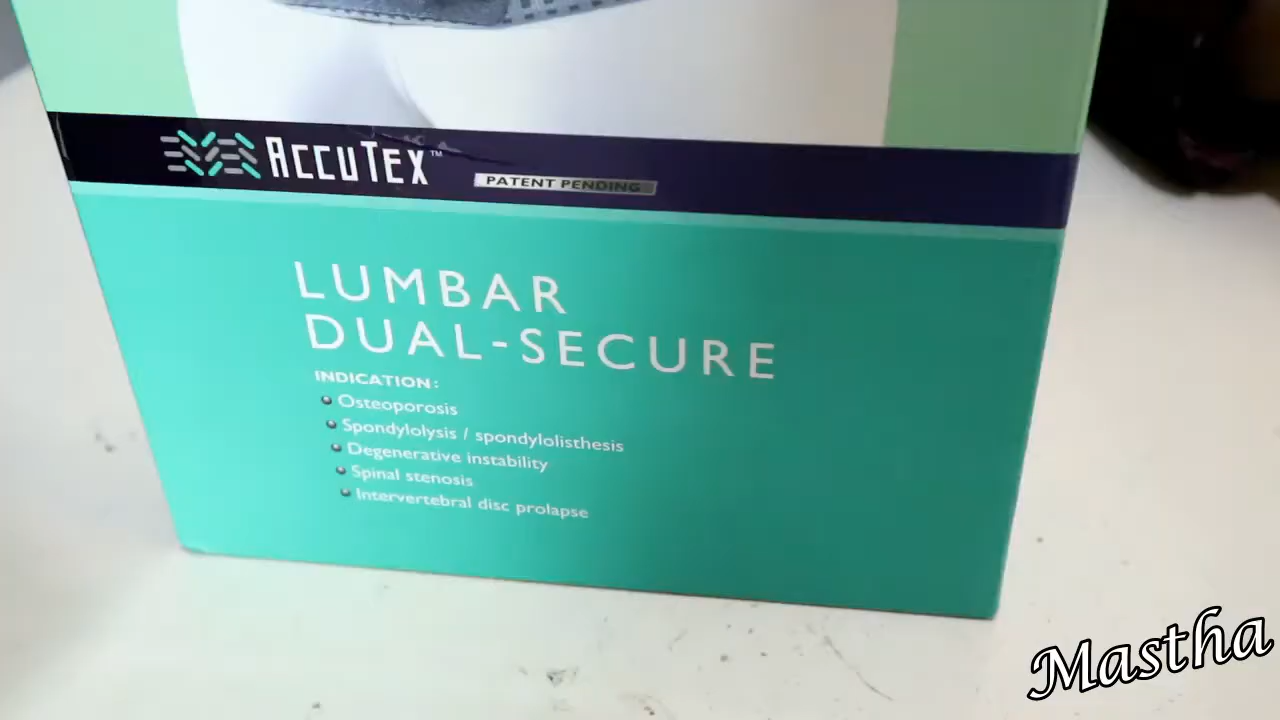 ACCUTEX™
PATENT PENDING
LUMBAR
DUAL-SECURE
INDICATION:
Osteoporosis
Spondylolysis / spondylolisthesis
Degenerative instability
Spinal stenosis
Intervertebral disc prolapse
Mastha